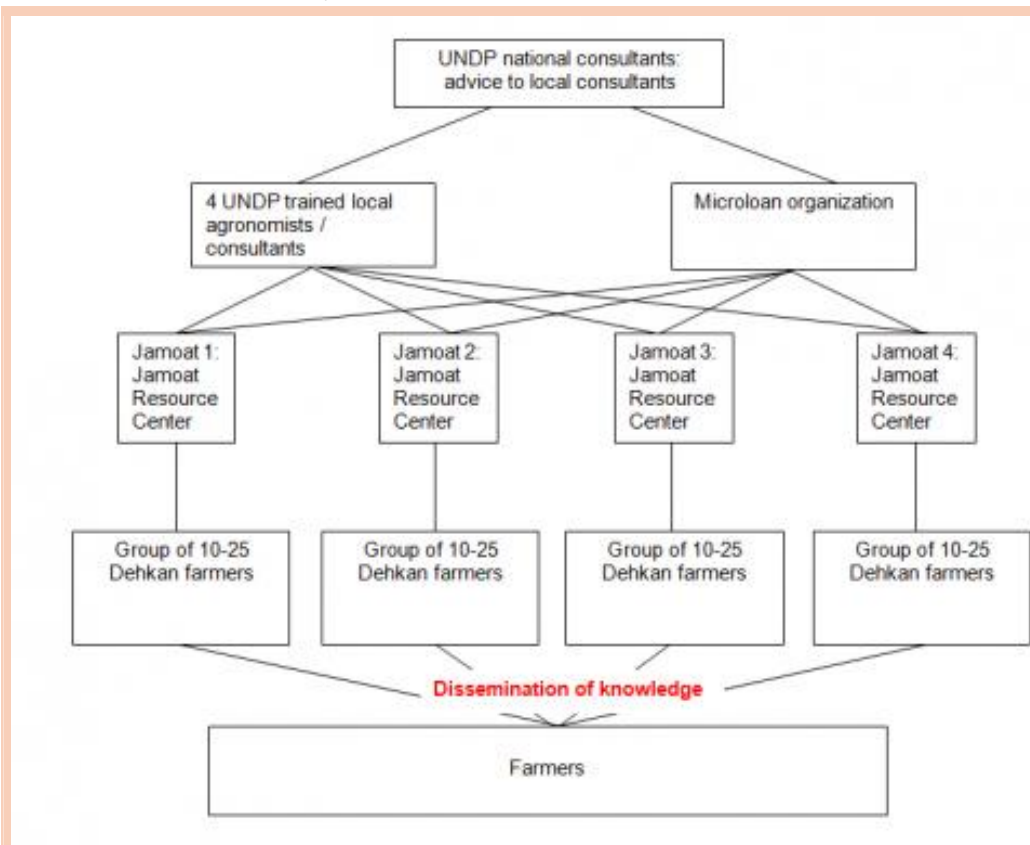 UNDP national consultants:
advice to local consultants
4 UNDP trained local
agronomists /
consultants
Microloan organization
Jamoat 1:
Jamoat
Resource
Center
Jamoat 2:
Jamoat
Resource
Center
Jamoat 3:
Jamoat
Resource
Center
Jamoat 4:
Jamoat
Resource
Center
Group of 10-25
Dehkan farmers
Group of 10-25
Dehkan farmers
Group of 10-25
Dehkan farmers
Group of 10-25
Dehkan farmers
Dissemination of knowledge
Farmers